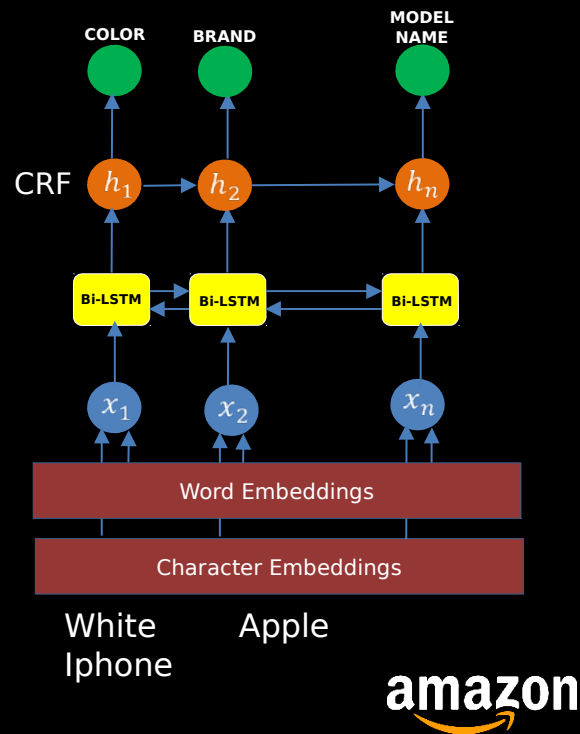 COLOR BRAND MODEL
NAME
CRF h₁ h₂ hₙ
Bi-LSTM Bi-LSTM Bi-LSTM
x₁ x₂ xₙ
Word Embeddings
Character Embeddings
White Apple
Iphone
amazon